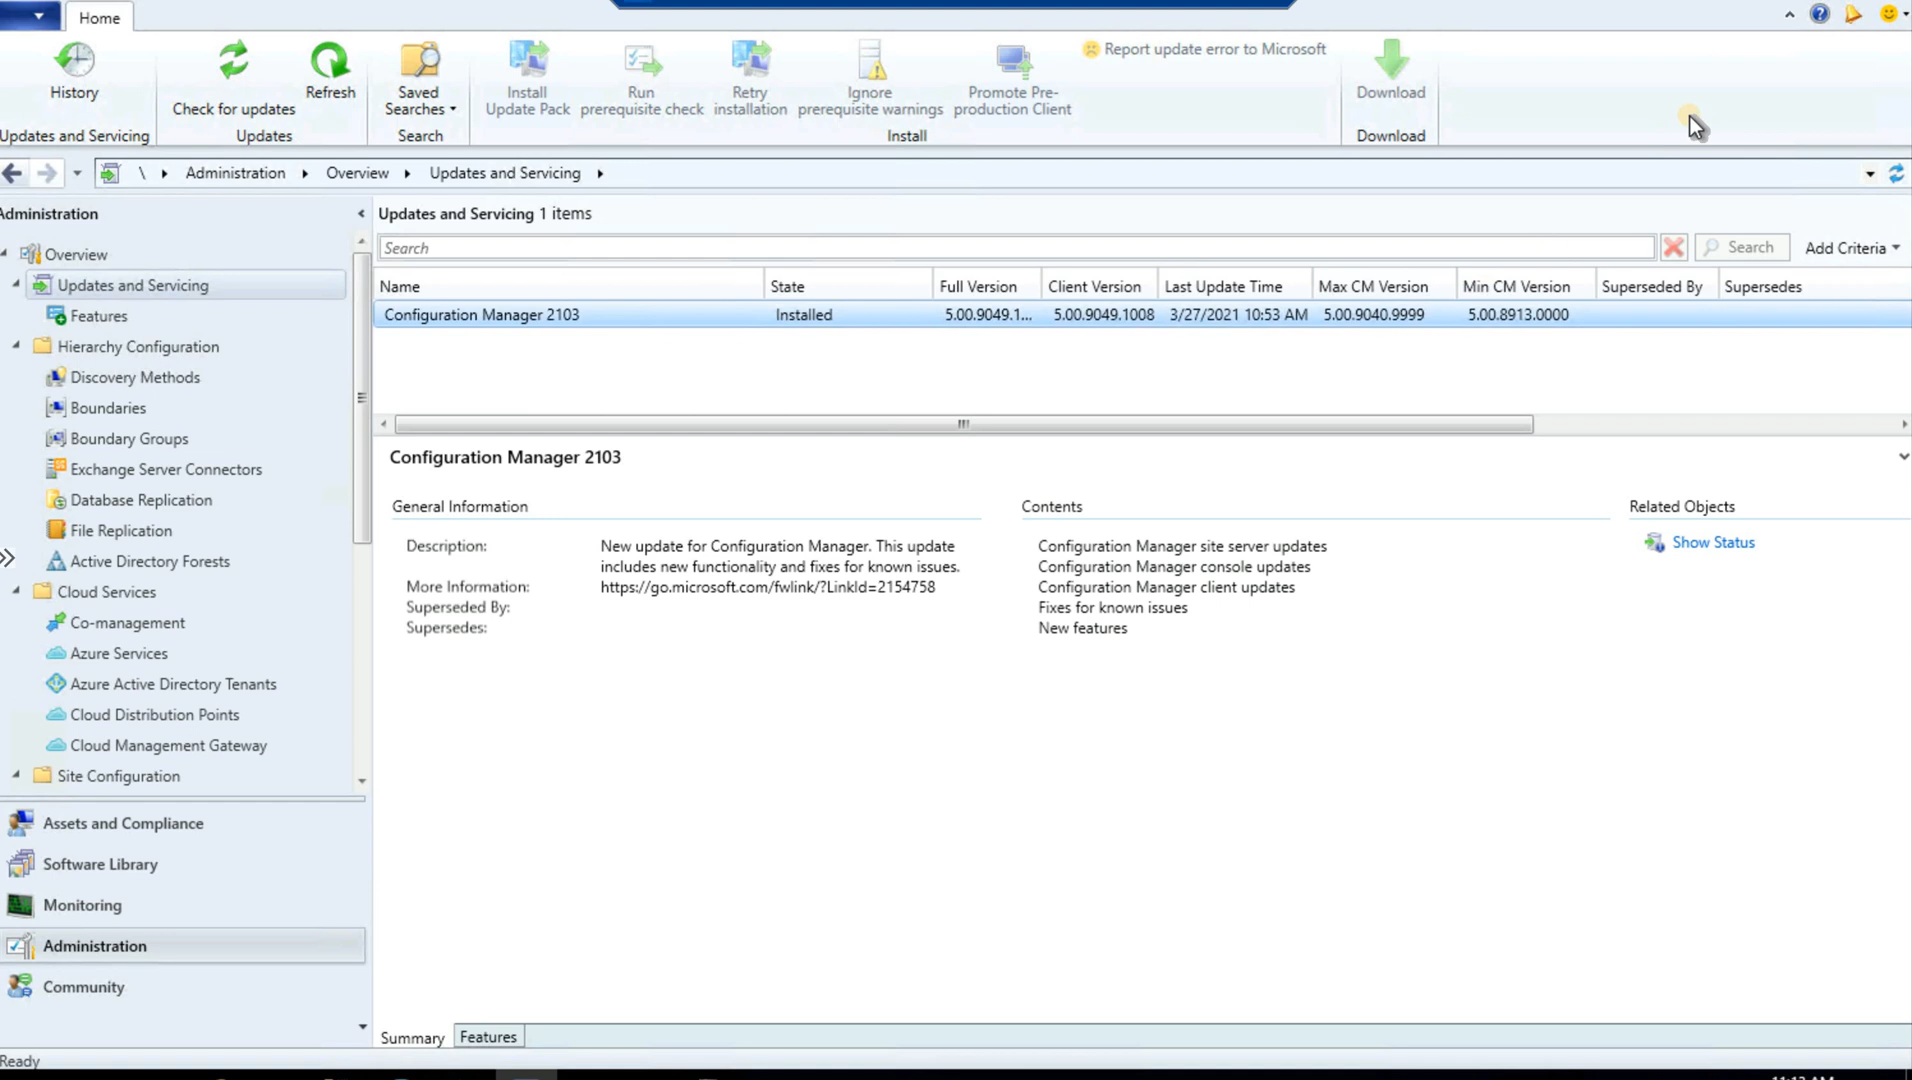 Home
History
Check for updates
Refresh
Saved Searches
Install Update Pack
Run prerequisite check
Retry installation
Ignore prerequisite warnings
Promote Pre-production Client
Report update error to Microsoft
Download
Updates and Servicing
Updates
Search
Install
Download
\ Administration Overview Updates and Servicing
Administration
Overview
Updates and Servicing
Features
Hierarchy Configuration
Discovery Methods
Boundaries
Boundary Groups
Exchange Server Connectors
Database Replication
File Replication
Active Directory Forests
Cloud Services
Co-management
Azure Services
Azure Active Directory Tenants
Cloud Distribution Points
Cloud Management Gateway
Site Configuration
Assets and Compliance
Software Library
Monitoring
Administration
Community
Updates and Servicing 1 items
Search
Search
Add Criteria
Name State Full Version Client Version Last Update Time Max CM Version Min CM Version Superseded By Supersedes
Configuration Manager 2103 Installed 5.00.9049.1... 5.00.9049.1008 3/27/2021 10:53 AM 5.00.9040.9999 5.00.8913.0000
Configuration Manager 2103
General Information
Description: New update for Configuration Manager. This update
includes new functionality and fixes for known issues.
More Information: https://go.microsoft.com/fwlink/?LinkId=2154758
Superseded By:
Supersedes:
Contents
Configuration Manager site server updates
Configuration Manager console updates
Configuration Manager client updates
Fixes for known issues
New features
Related Objects
Show Status
Summary
Features
Ready